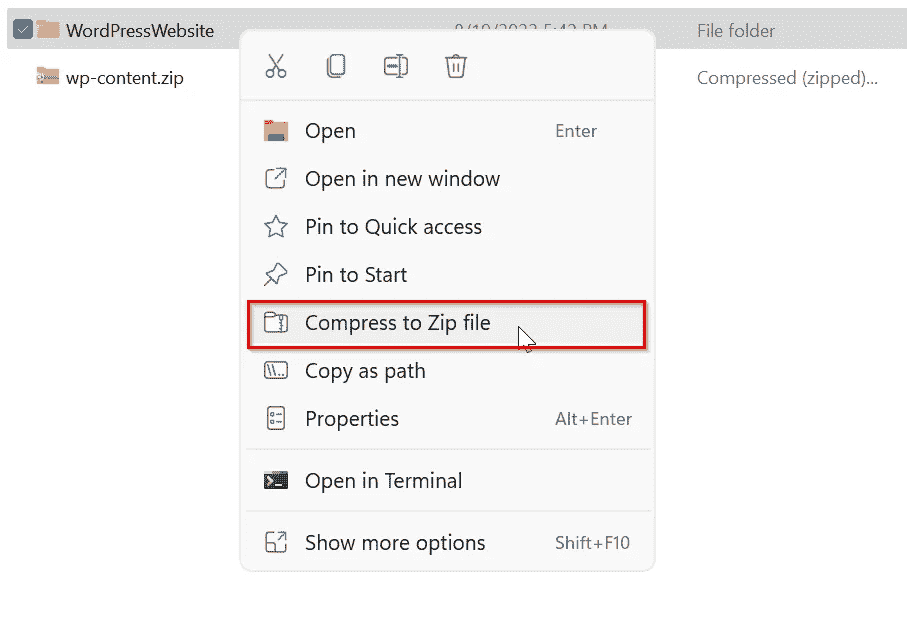 WordPressWebsite
File folder
wp-content.zip
Compressed (zipped)...
Open Enter
Open in new window
Pin to Quick access
Pin to Start
Compress to Zip file
Copy as path
Properties Alt+Enter
Open in Terminal
Show more options Shift+F10